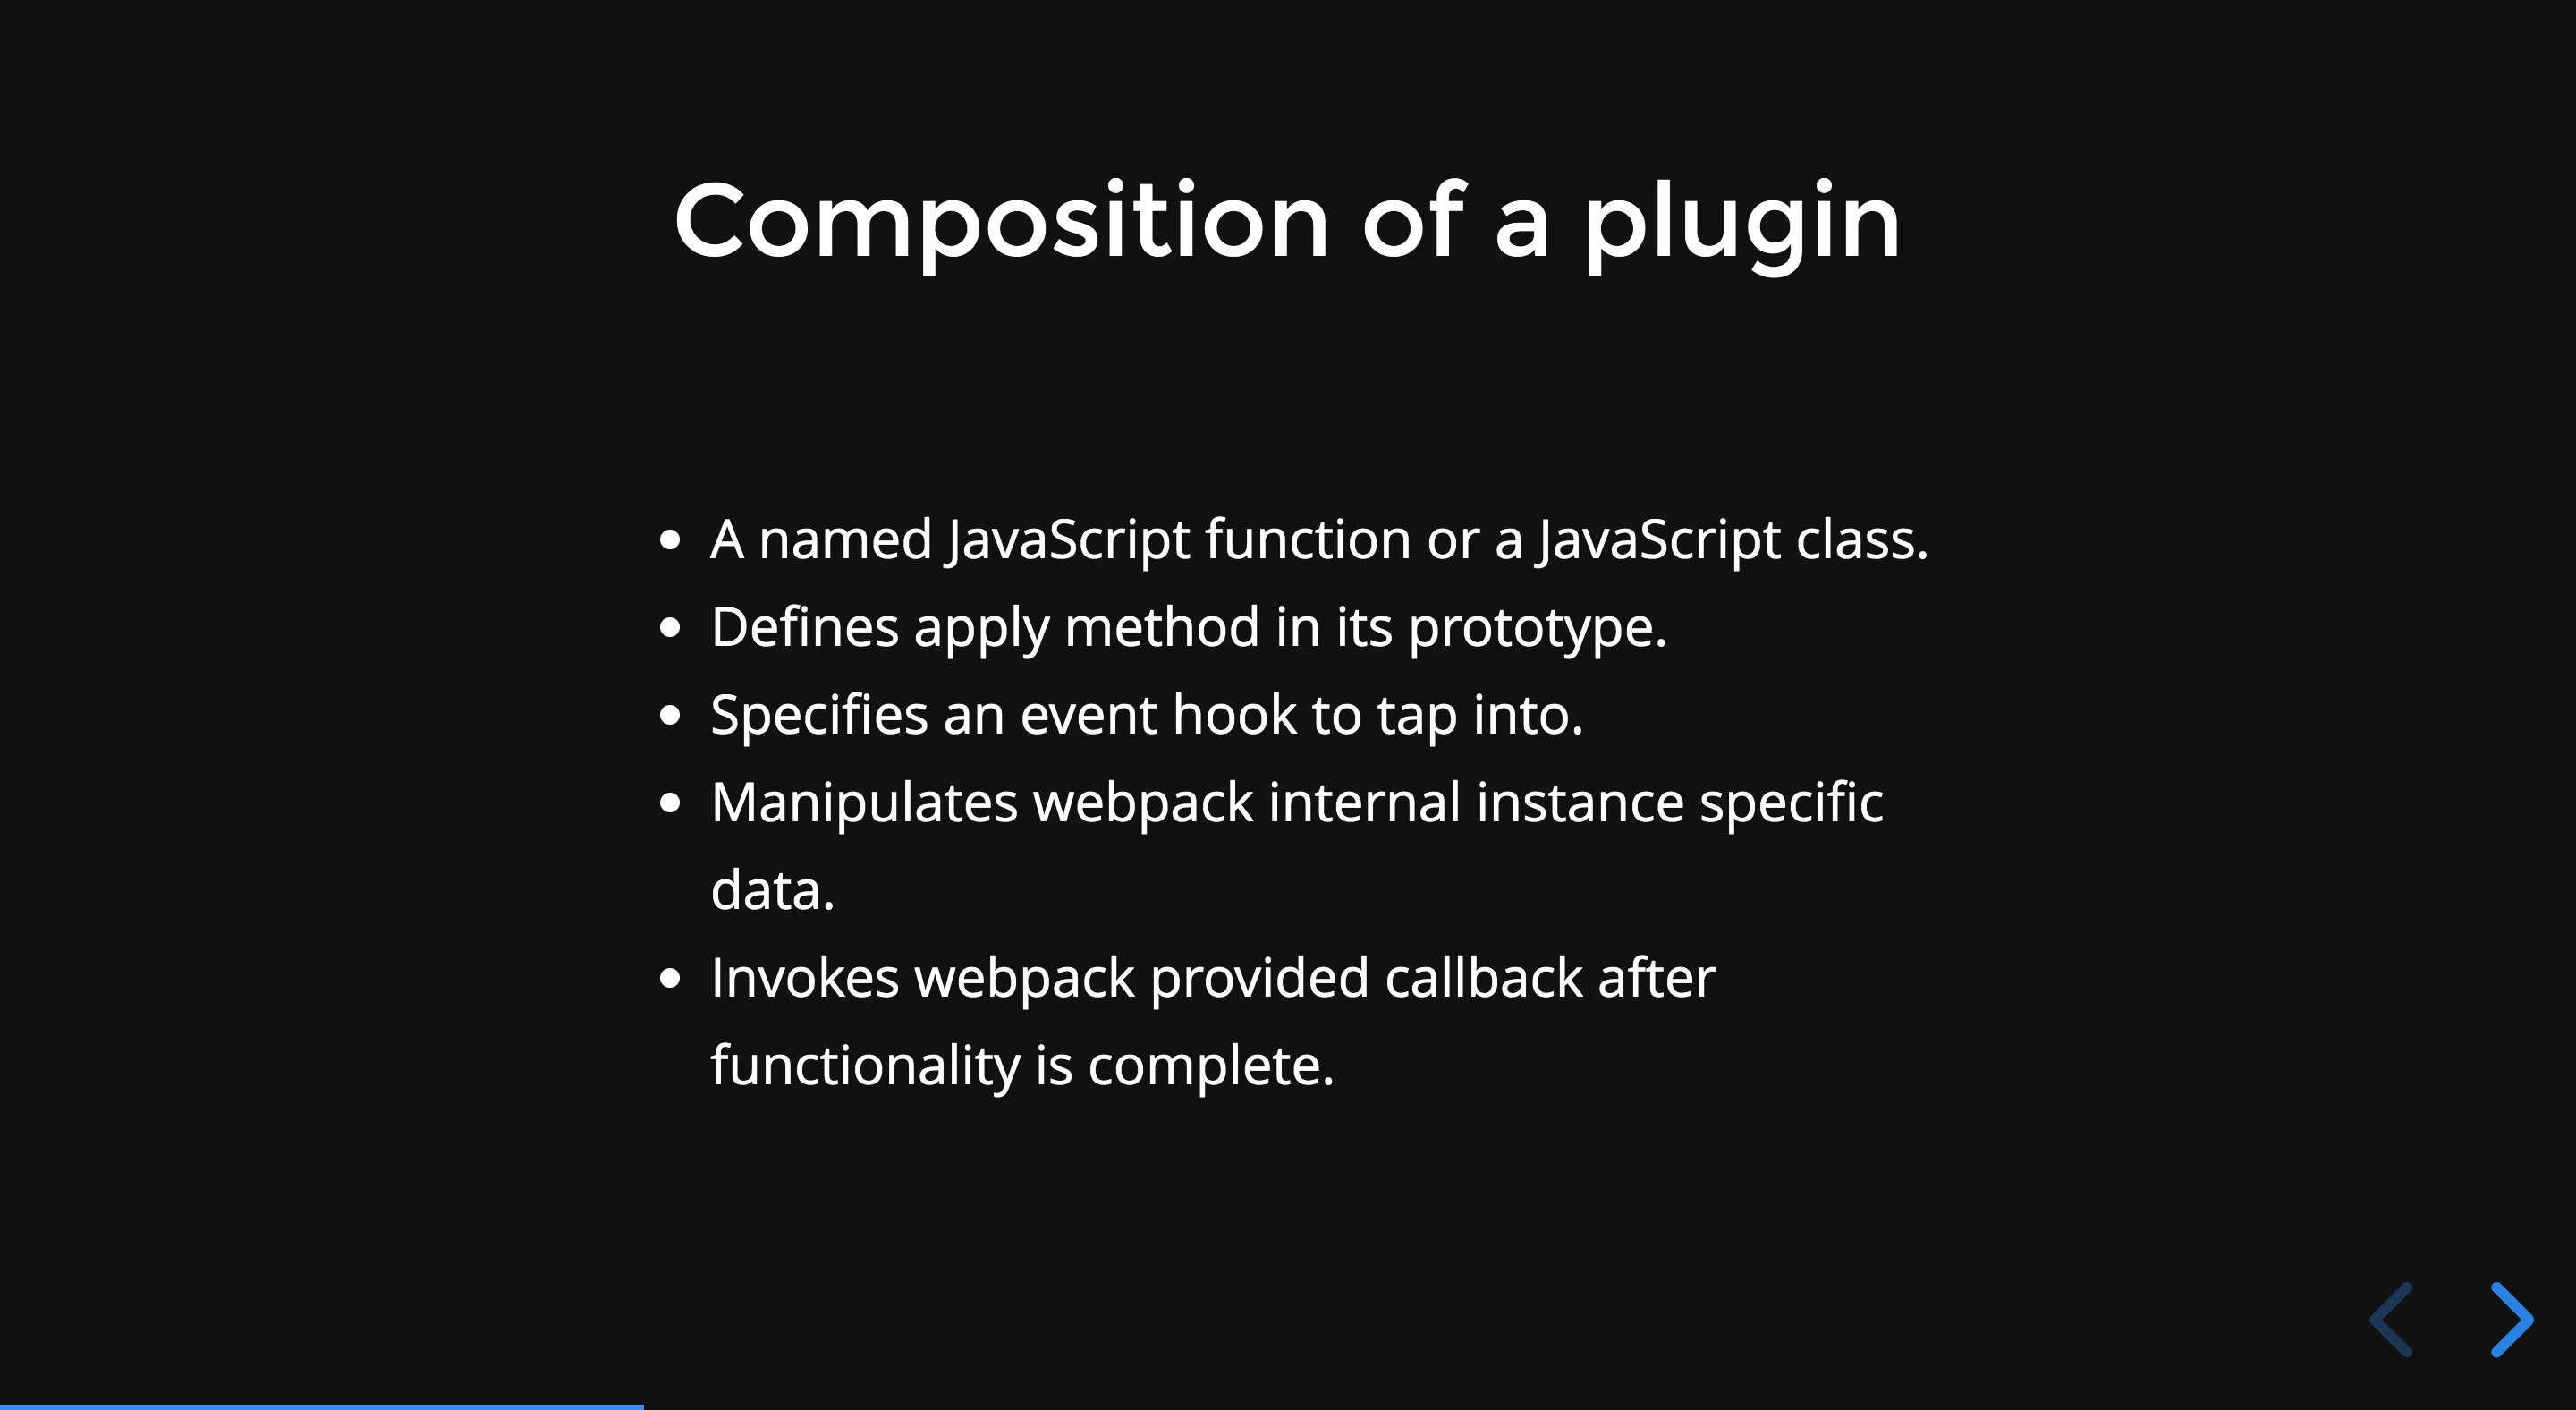 Composition of a plugin
• A named JavaScript function or a JavaScript class.
• Defines apply method in its prototype.
• Specifies an event hook to tap into.
• Manipulates webpack internal instance specific
data.
• Invokes webpack provided callback after
functionality is complete.